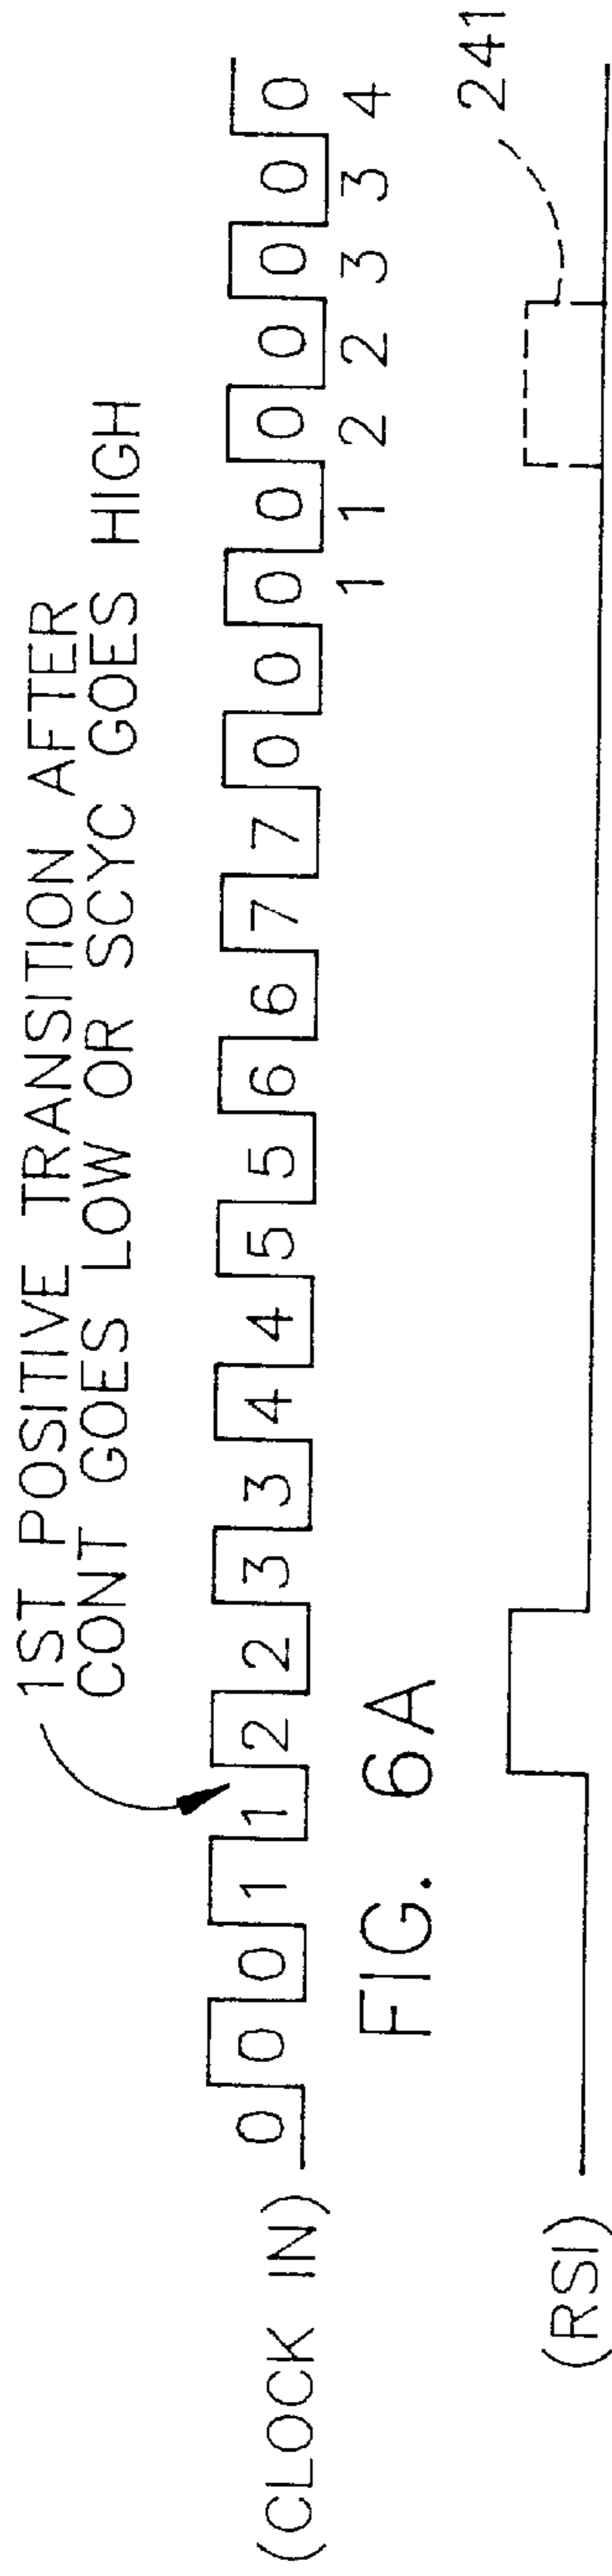 1ST POSITIVE TRANSITION AFTER
CONT GOES LOW OR SCYC GOES HIGH
(CLOCK IN) 0 0 0 1 1 2 2 3 3 4 4 5 5 6 6 7 7 0 0 0 0 0 0 0 0 0
1 1 2 2 3 3 4
FIG. 6A
241
(RSI)